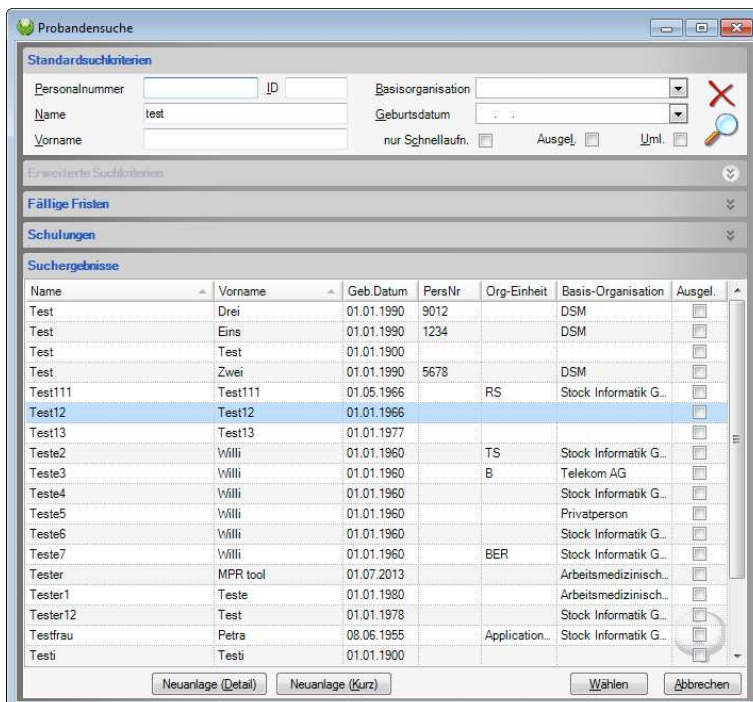 Probandensuche
Standardsuchkriterien
Personalnummer ID Basisorganisation
Name test Geburtsdatum . .
Vorname nur Schnellaufn. Ausgel. Uml.
Erweiterte Suchkriterien
Fällige Fristen
Schulungen
Suchergebnisse
Name Vorname Geb.Datum PersNr Org-Einheit Basis-Organisation Ausgel.
Test Drei 01.01.1990 9012 DSM
Test Eins 01.01.1990 1234 DSM
Test Test 01.01.1900
Test Zwei 01.01.1990 5678 DSM
Test111 Test111 01.05.1966 RS Stock Informatik G...
Test12 Test12 01.01.1966
Test13 Test13 01.01.1977
Teste2 Willi 01.01.1960 TS Stock Informatik G...
Teste3 Willi 01.01.1960 B Telekom AG
Teste4 Willi 01.01.1960 Stock Informatik G...
Teste5 Willi 01.01.1960 Privatperson
Teste6 Willi 01.01.1960 Stock Informatik G...
Teste7 Willi 01.01.1960 BER Stock Informatik G...
Tester MPR tool 01.07.2013 Arbeitsmedizinisch...
Tester1 Teste 01.01.1980 Arbeitsmedizinisch...
Tester12 Test 01.01.1978 Stock Informatik G...
Testfrau Petra 08.06.1955 Application... Stock Informatik G...
Testi Testi 01.01.1900
Neuanlage (Detail) Neuanlage (Kurz) Wählen Abbrechen